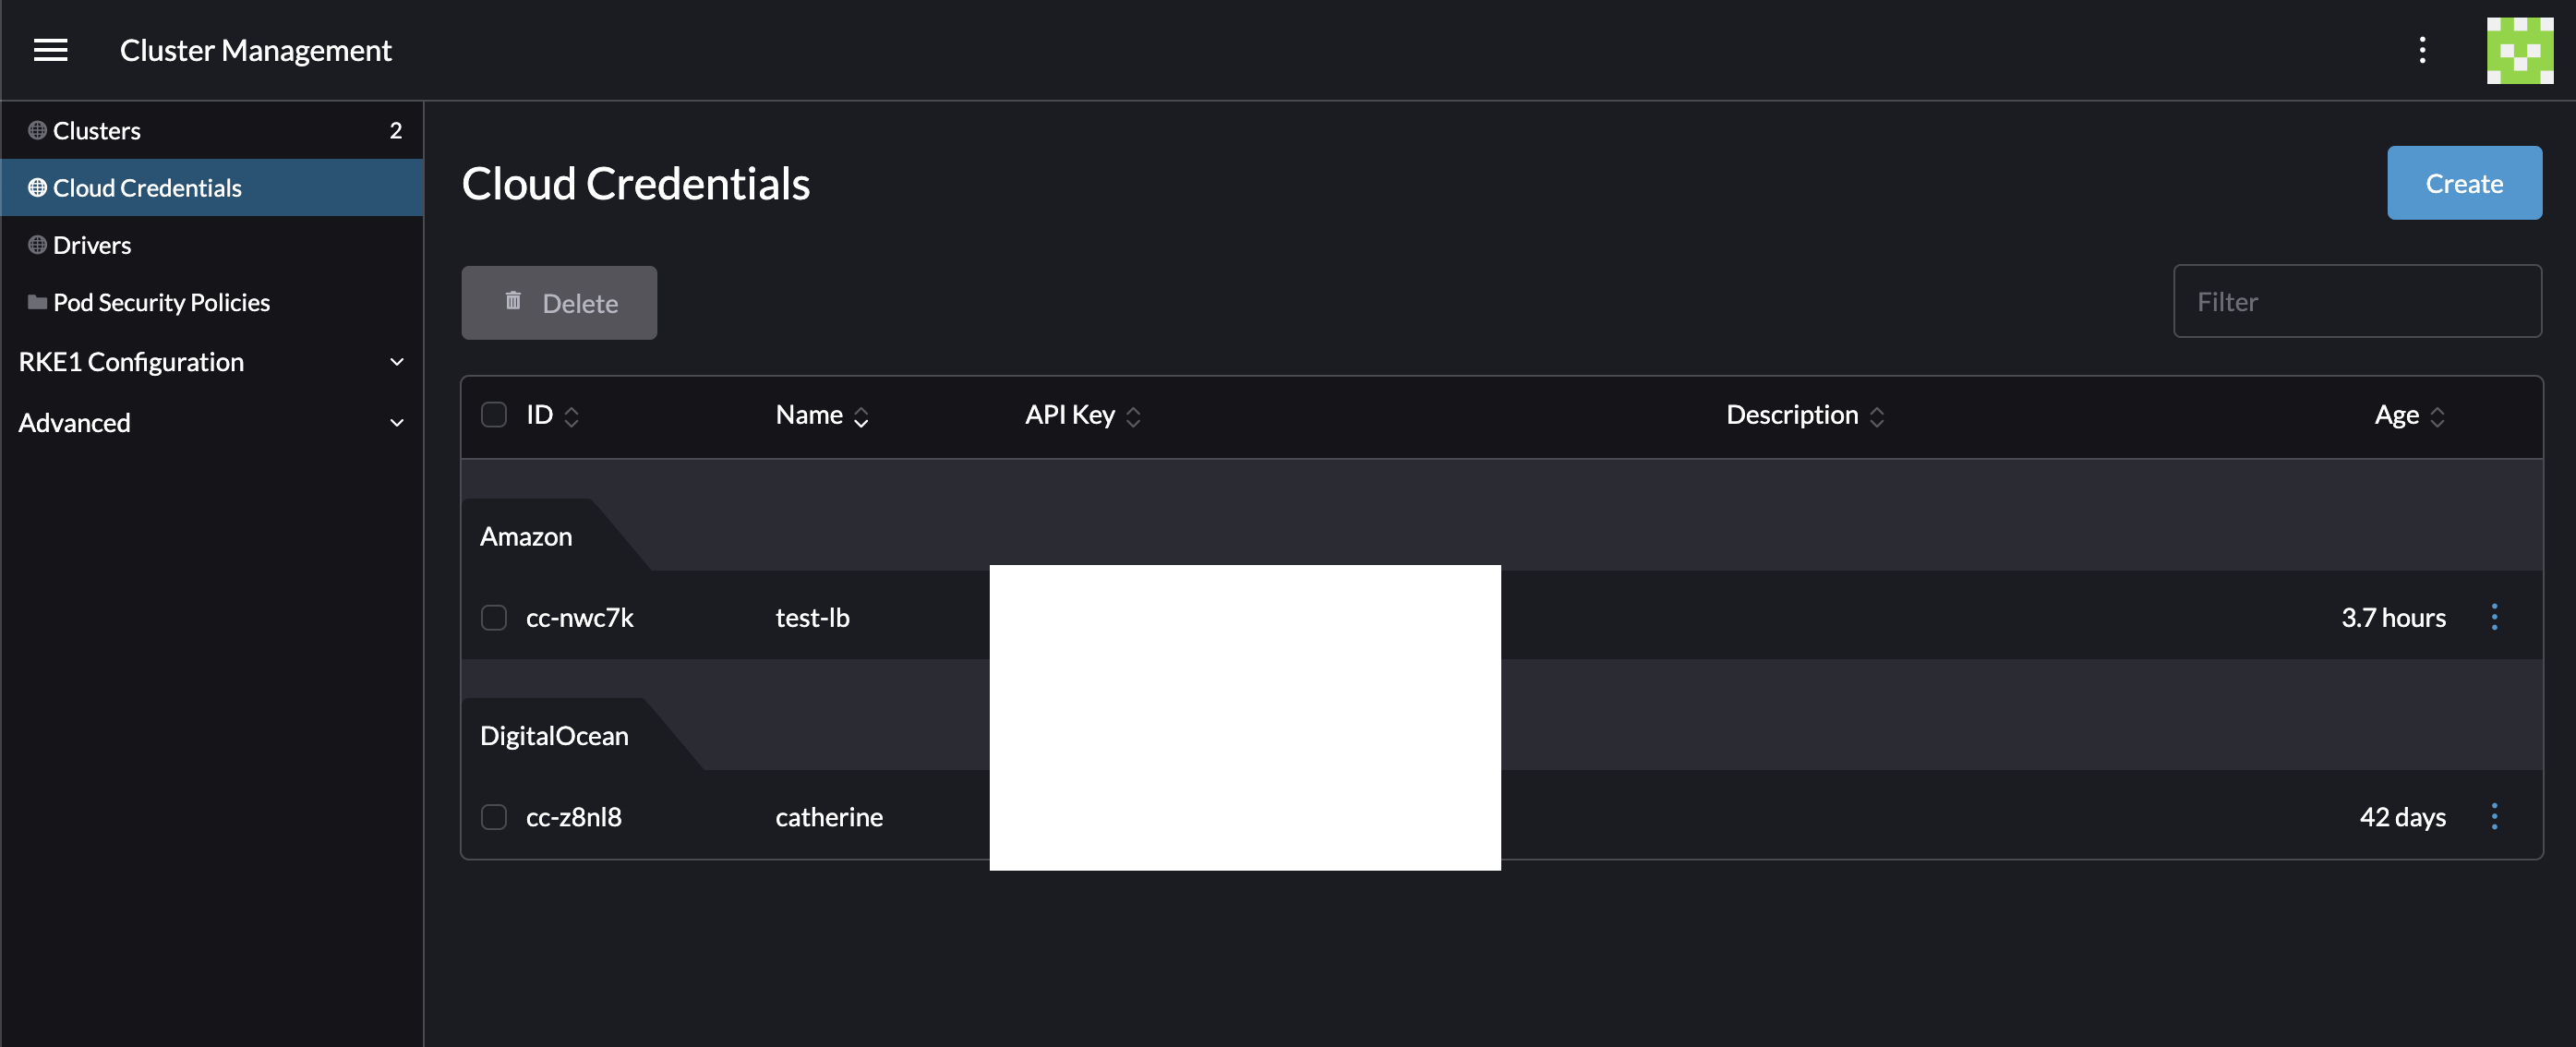 Cluster Management
Clusters 2
Cloud Credentials
Drivers
Pod Security Policies
RKE1 Configuration
Advanced
Cloud Credentials
Create
Delete
Filter
ID Name API Key Description Age
Amazon
cc-nwc7k test-lb 3.7 hours
DigitalOcean
cc-z8nl8 catherine 42 days